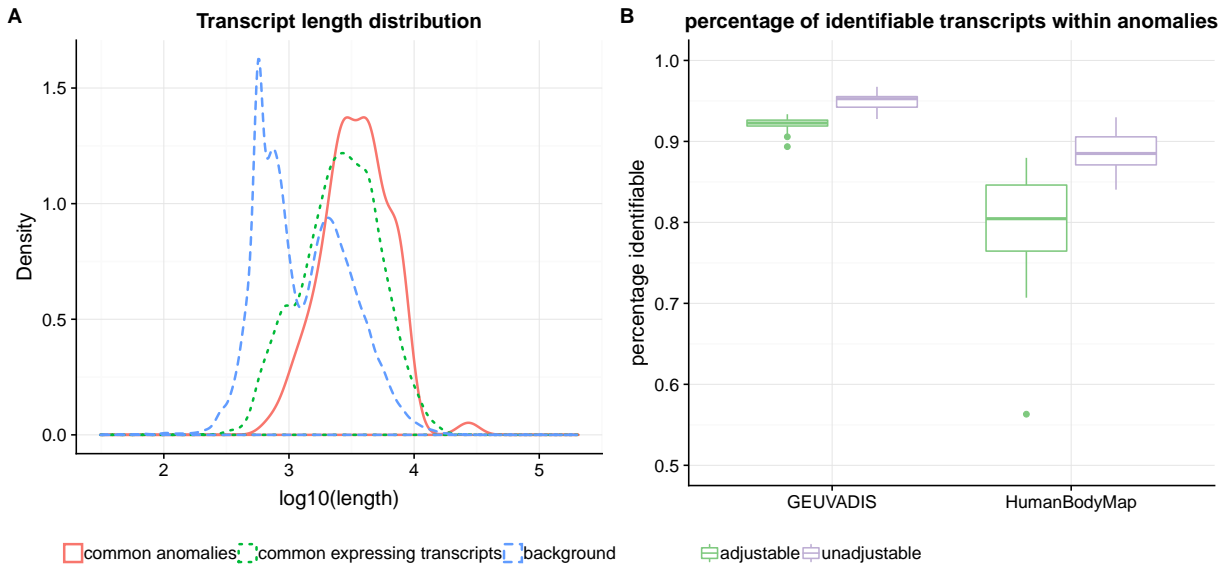 A
Transcript length distribution
Density
1.5
1.0
0.5
0.0
2 3 4 5
log10(length)
common anomalies common expressing transcripts background
B
percentage of identifiable transcripts within anomalies
percentage identifiable
1.0
0.9
0.8
0.7
0.6
0.5
GEUVADIS HumanBodyMap
adjustable unadjustable